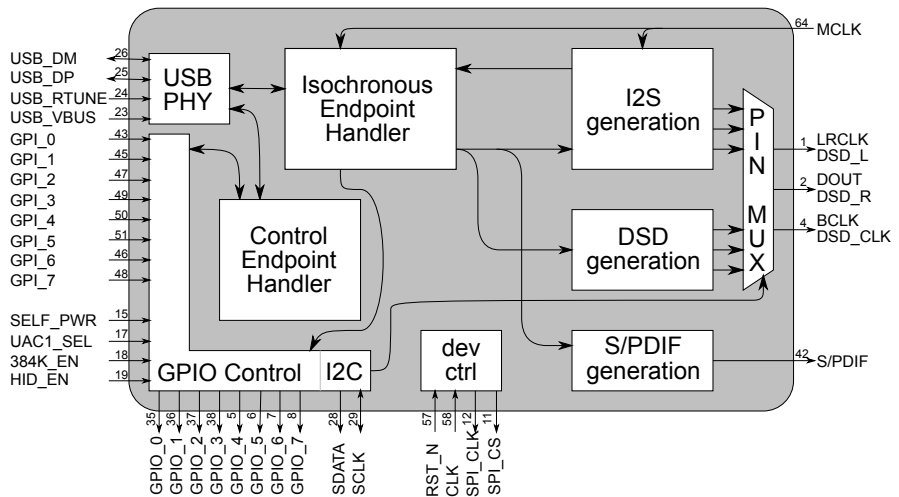 64 MCLK
USB_DM 26
USB_DP 25
USB_RTUNE 24
USB_VBUS 23
GPI_0 43
GPI_1 45
GPI_2 47
GPI_3 49
GPI_4 50
GPI_5 51
GPI_6 46
GPI_7 48
SELF_PWR 15
UAC1_SEL 17
384K_EN 18
HID_EN 19
USB
PHY
Isochronous
Endpoint
Handler
I2S
generation
PIN
MUX
1 LRCLK
DSD_L
2 DOUT
DSD_R
4 BCLK
DSD_CLK
Control
Endpoint
Handler
DSD
generation
dev
ctrl
S/PDIF
generation
42 S/PDIF
GPIO Control
I2C
35 GPIO_0
36 GPIO_1
37 GPIO_2
38 GPIO_3
5 GPIO_4
6 GPIO_5
7 GPIO_6
8 GPIO_7
28 SDATA
29 SCLK
57 RST_N
58 CLK
12 SPI_CLK
11 SPI_CS